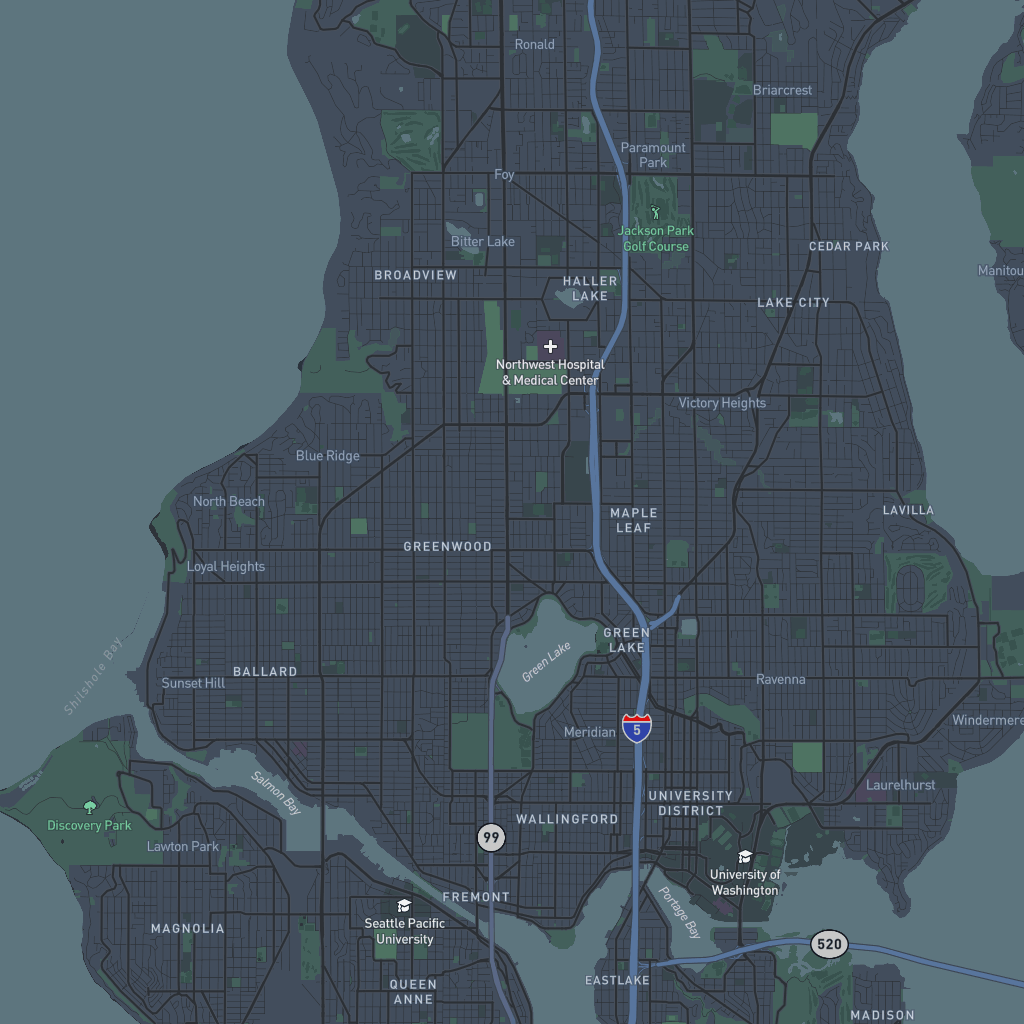 Ronald
Briarcrest
Paramount
Park
Foy
Jackson Park
Golf Course
Bitter Lake
CEDAR PARK
BROADVIEW
HALLER
LAKE
Manitou
LAKE CITY
Northwest Hospital
& Medical Center
Victory Heights
Blue Ridge
North Beach
MAPLE
LEAF
LAVILLA
GREENWOOD
Loyal Heights
GREEN
LAKE
Green Lake
Shilshole Bay
BALLARD
Sunset Hill
Ravenna
Windermere
Meridian
5
Salmon Bay
Laurelhurst
UNIVERSITY
DISTRICT
Discovery Park
WALLINGFORD
99
Lawton Park
University of
Washington
FREMONT
Portage Bay
Seattle Pacific
University
MAGNOLIA
520
EASTLAKE
QUEEN
ANNE
MADISON